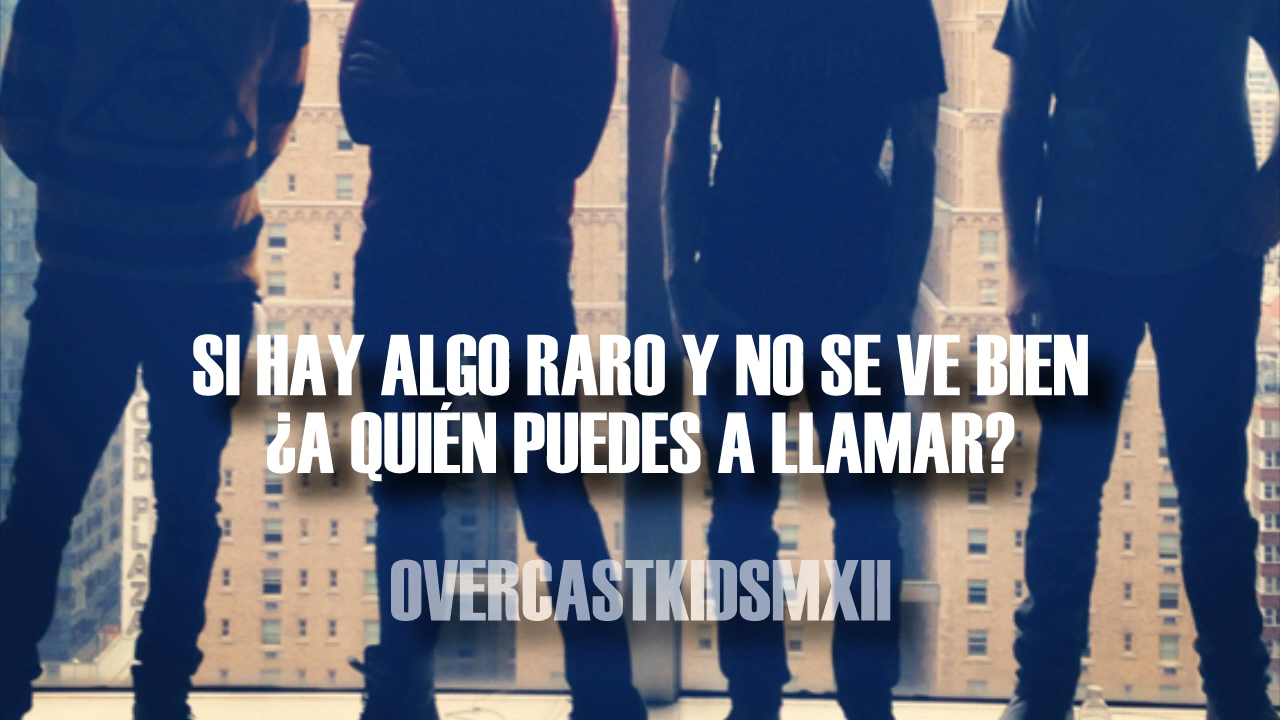 SI HAY ALGO RARO Y NO SE VE BIEN
¿A QUIÉN PUEDES A LLAMAR?
OVERCASTKIDSMXII